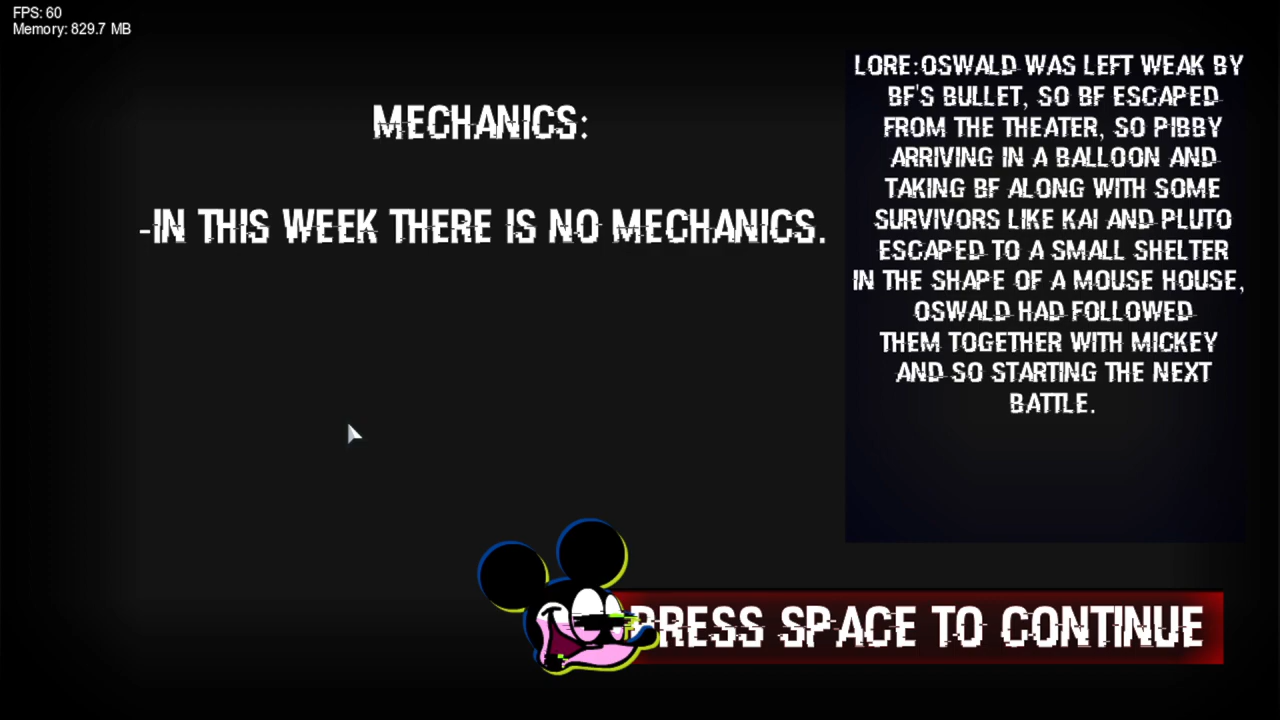 FPS: 60
Memory: 829.7 MB
MECHANICS:
-IN THIS WEEK THERE IS NO MECHANICS.
LORE:OSWALD WAS LEFT WEAK BY
BF'S BULLET, SO BF ESCAPED
FROM THE THEATER, SO PIBBY
ARRIVING IN A BALLOON AND
TAKING BF ALONG WITH SOME
SURVIVORS LIKE KAI AND PLUTO
ESCAPED TO A SMALL SHELTER
IN THE SHAPE OF A MOUSE HOUSE,
OSWALD HAD FOLLOWED
THEM TOGETHER WITH MICKEY
AND SO STARTING THE NEXT
BATTLE.
PRESS SPACE TO CONTINUE